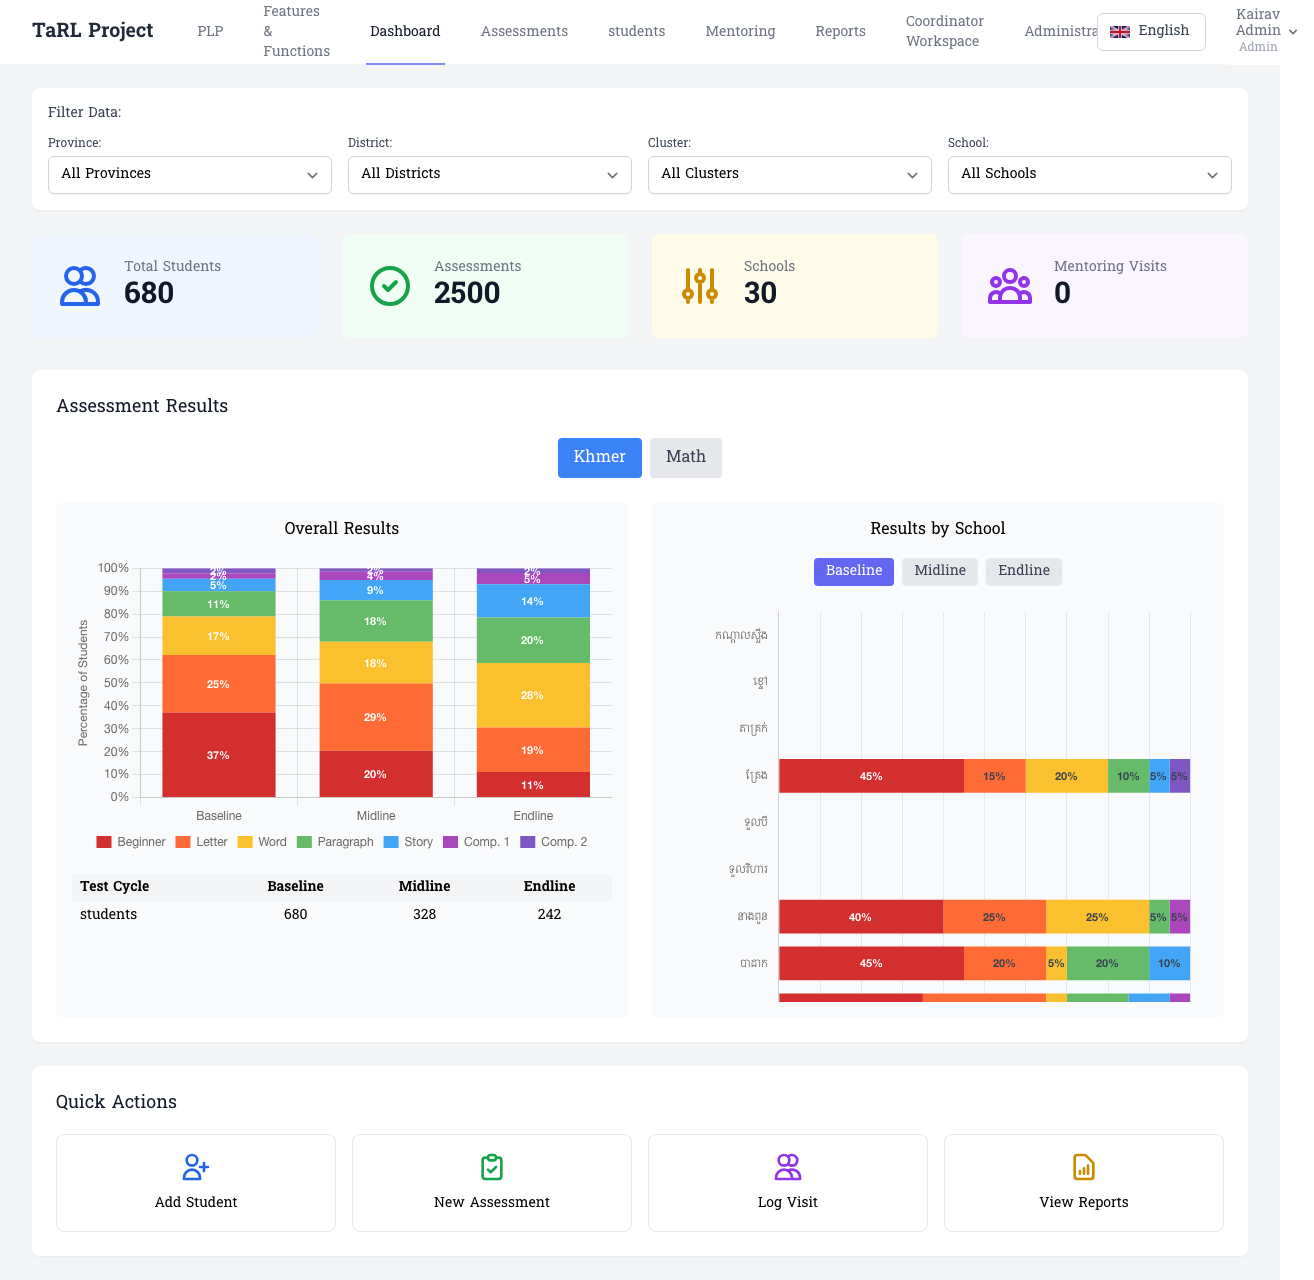 TaRL Project
PLP
Features
&
Functions
Dashboard
Assessments
students
Mentoring
Reports
Coordinator
Workspace
Administra
English
Kairav
Admin
Admin
Filter Data:
Province:
District:
Cluster:
School:
All Provinces
All Districts
All Clusters
All Schools
Total Students
680
Assessments
2500
Schools
30
Mentoring Visits
0
Assessment Results
Khmer
Math
Overall Results
100%
90%
80%
70%
60%
50%
40%
30%
20%
10%
0%
Percentage of Students
2%
2%
5%
11%
17%
25%
37%
2%
4%
9%
18%
18%
29%
20%
2%
5%
14%
20%
28%
19%
11%
Baseline
Midline
Endline
Beginner
Letter
Word
Paragraph
Story
Comp. 1
Comp. 2
Test Cycle Baseline Midline Endline
students 680 328 242
Results by School
Baseline
Midline
Endline
កណ្តាលស្ទឹង
ខ្ទៅ
តាត្រក់
ត្រែង 45% 15% 20% 10% 5% 5%
ទួលបី
ទួលវិហារ
នាងពួន 40% 25% 25% 5% 5%
បាដាក 45% 20% 5% 20% 10%
Quick Actions
Add Student
New Assessment
Log Visit
View Reports